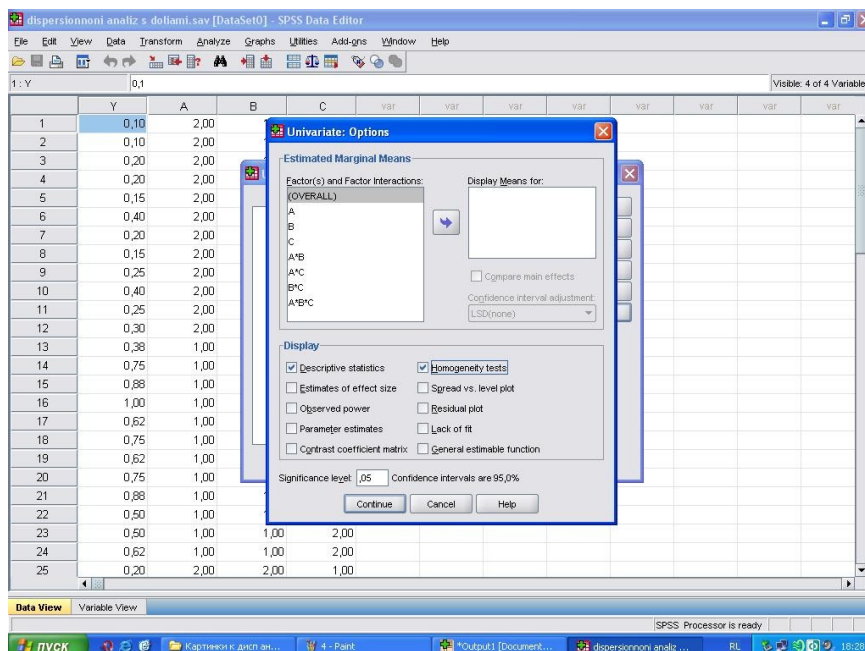 dispersionnoni analiz s doliami.sav [DataSet0] - SPSS Data Editor
File Edit View Data Transform Analyze Graphs Utilities Add-ons Window Help
1 : Y 0,1 Visible: 4 of 4 Variable
Y A B C var var var var var var var var
Univariate: Options
Estimated Marginal Means
Factor(s) and Factor Interactions: Display Means for:
(OVERALL)
A
B
C
A*B
A*C
B*C
A*B*C
Compare main effects
Confidence interval adjustment:
LSD(none)
Display
Descriptive statistics Homogeneity tests
Estimates of effect size Spread vs. level plot
Observed power Residual plot
Parameter estimates Lack of fit
Contrast coefficient matrix General estimable function
Significance level: ,05 Confidence intervals are 95,0%
Continue Cancel Help
1 0,10 2,00
2 0,10 2,00
3 0,20 2,00
4 0,20 2,00
5 0,15 2,00
6 0,40 2,00
7 0,20 2,00
8 0,15 2,00
9 0,25 2,00
10 0,40 2,00
11 0,25 2,00
12 0,30 2,00
13 0,38 1,00
14 0,75 1,00
15 0,88 1,00
16 1,00 1,00
17 0,62 1,00
18 0,75 1,00
19 0,62 1,00
20 0,75 1,00
21 0,88 1,00
22 0,50 1,00
23 0,50 1,00 1,00 2,00
24 0,62 1,00 1,00 2,00
25 0,20 2,00 2,00 1,00
Data View Variable View
SPSS Processor is ready
пуск Картинки к дисп ан... 4 - Paint *Output1 [Document... dispersionnoni analiz ... RL 18:28